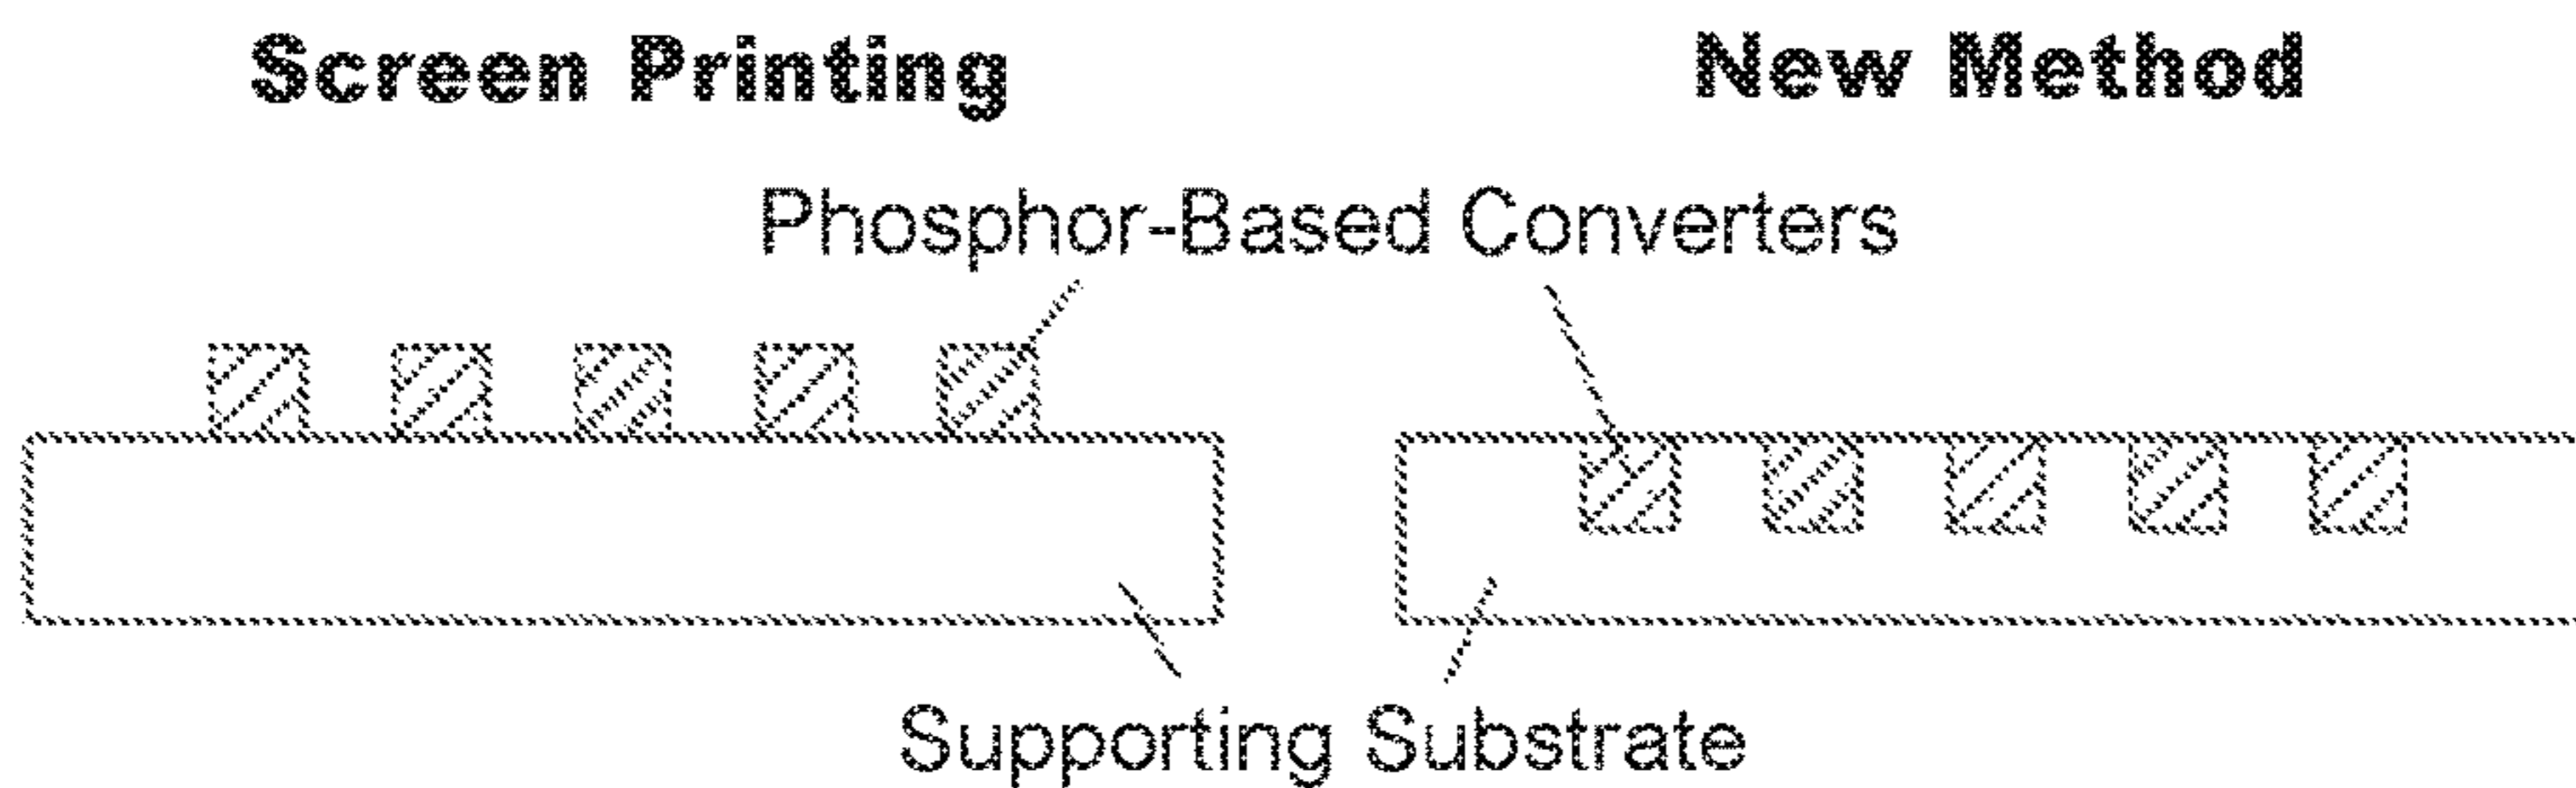 Screen Printing
New Method
Phosphor-Based Converters
Supporting Substrate